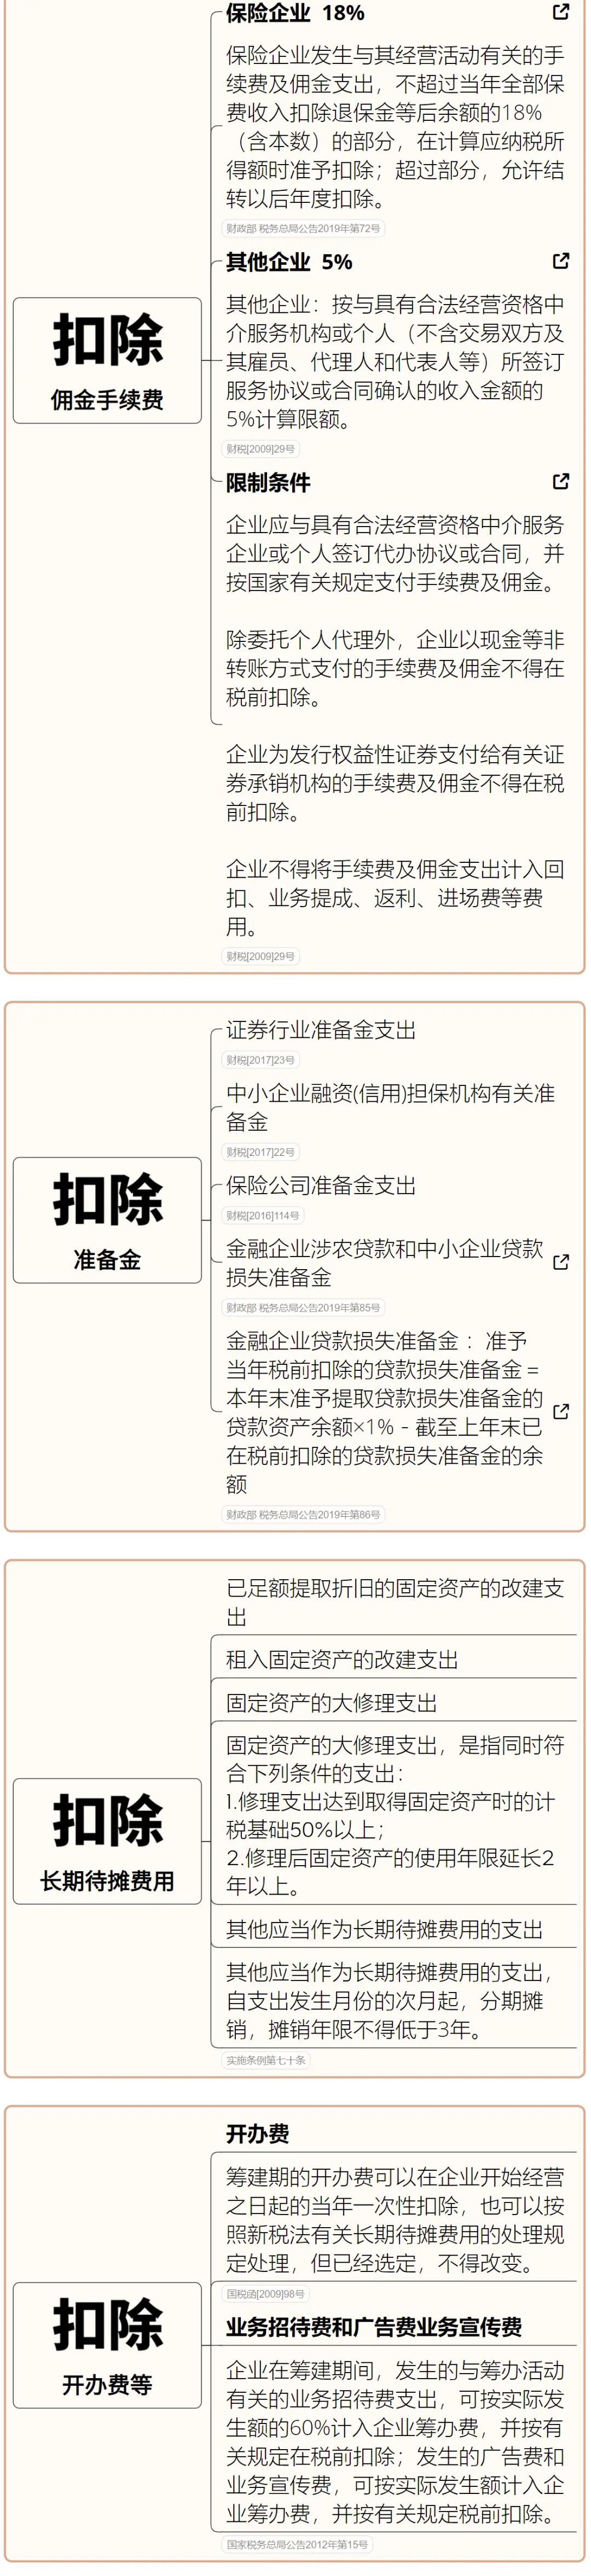 保险企业 18%
保险企业发生与其经营活动有关的手
续费及佣金支出，不超过当年全部保
费收入扣除退保金等后余额的18%
（含本数）的部分，在计算应纳税所
得额时准予扣除；超过部分，允许结
转以后年度扣除。
财政部 税务总局公告2019年第72号
其他企业 5%
扣除
佣金手续费
其他企业：按与具有合法经营资格中
介服务机构或个人（不含交易双方及
其雇员、代理人和代表人等）所签订
服务协议或合同确认的收入金额的
5%计算限额。
财税[2009]29号
限制条件
企业应与具有合法经营资格中介服务
企业或个人签订代办协议或合同，并
按国家有关规定支付手续费及佣金。
除委托个人代理外，企业以现金等非
转账方式支付的手续费及佣金不得在
税前扣除。
企业为发行权益性证券支付给有关证
券承销机构的手续费及佣金不得在税
前扣除。
企业不得将手续费及佣金支出计入回
扣、业务提成、返利、进场费等费
用。
财税[2009]29号
扣除
准备金
证券行业准备金支出
财税[2017]23号
中小企业融资(信用)担保机构有关准
备金
财税[2017]22号
保险公司准备金支出
财税[2016]114号
金融企业涉农贷款和中小企业贷款
损失准备金
财政部 税务总局公告2019年第85号
金融企业贷款损失准备金 ：准予
当年税前扣除的贷款损失准备金 =
本年末准予提取贷款损失准备金的
贷款资产余额×1% - 截至上年末已
在税前扣除的贷款损失准备金的余
额
财政部 税务总局公告2019年第86号
扣除
长期待摊费用
已足额提取折旧的固定资产的改建支
出
租入固定资产的改建支出
固定资产的大修理支出
固定资产的大修理支出，是指同时符
合下列条件的支出：
1.修理支出达到取得固定资产时的计
税基础50%以上；
2.修理后固定资产的使用年限延长2
年以上。
其他应当作为长期待摊费用的支出
其他应当作为长期待摊费用的支出，
自支出发生月份的次月起，分期摊
销，摊销年限不得低于3年。
实施条例第七十条
扣除
开办费等
开办费
筹建期的开办费可以在企业开始经营
之日起的当年一次性扣除，也可以按
照新税法有关长期待摊费用的处理规
定处理，但已经选定，不得改变。
国税函[2009]98号
业务招待费和广告费业务宣传费
企业在筹建期间，发生的与筹办活动
有关的业务招待费支出，可按实际发
生额的60%计入企业筹办费，并按有
关规定在税前扣除；发生的广告费和
业务宣传费，可按实际发生额计入企
业筹办费，并按有关规定税前扣除。
国家税务总局公告2012年第15号